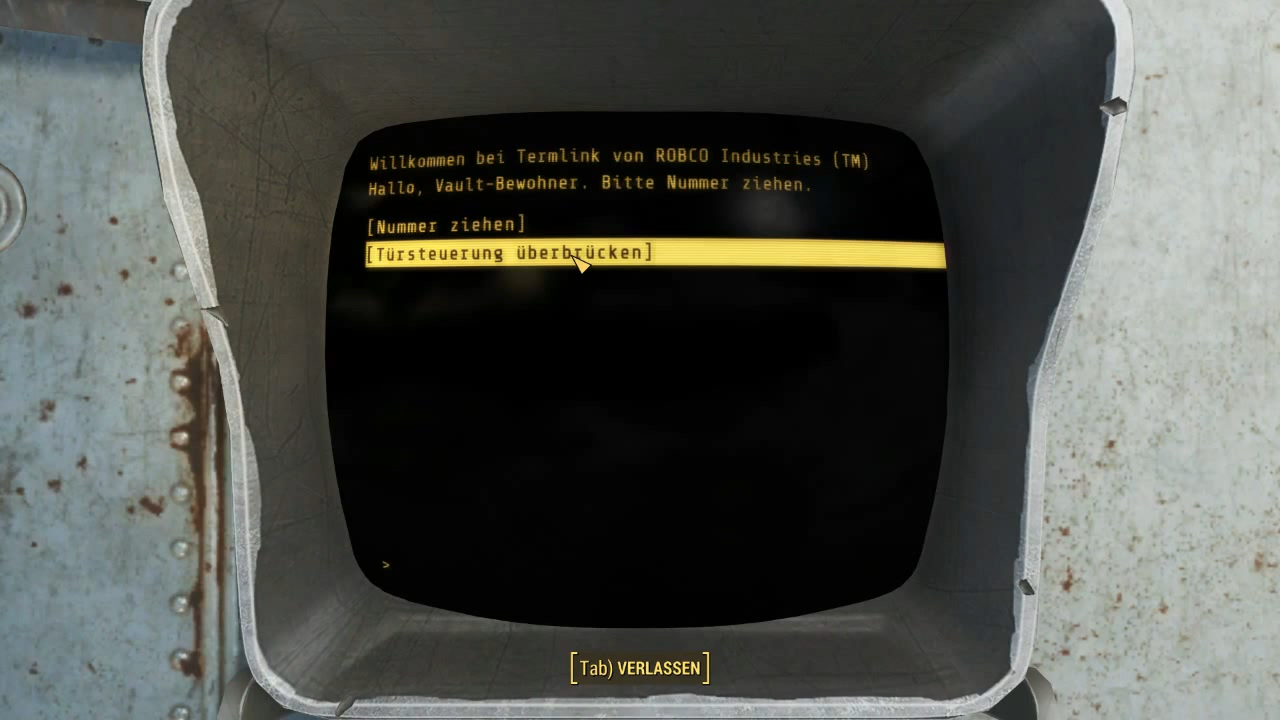 Willkommen bei Termlink von ROBCO Industries (TM)
Hallo, Vault-Bewohner. Bitte Nummer ziehen.
[Nummer ziehen]
[Türsteuerung überbrücken]
>
[Tab) VERLASSEN]